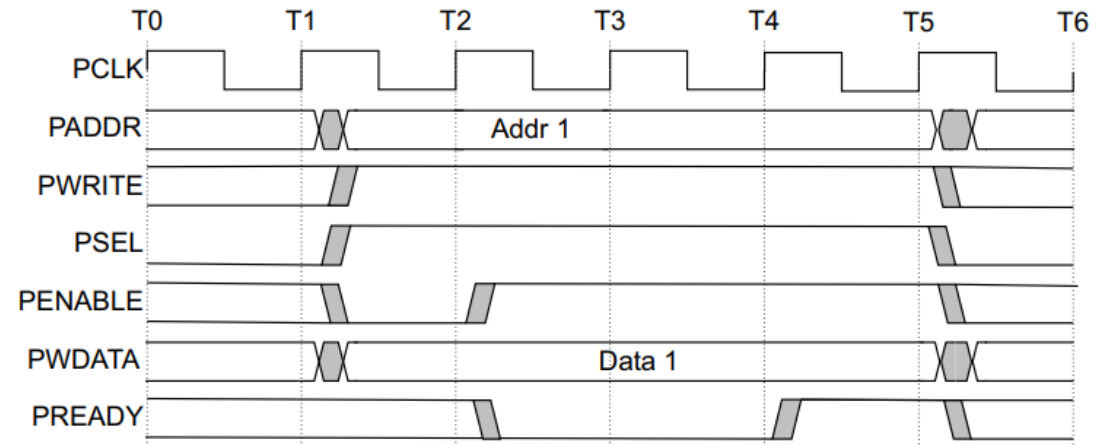 T0 T1 T2 T3 T4 T5 T6
PCLK
PADDR Addr 1
PWRITE
PSEL
PENABLE
PWDATA Data 1
PREADY